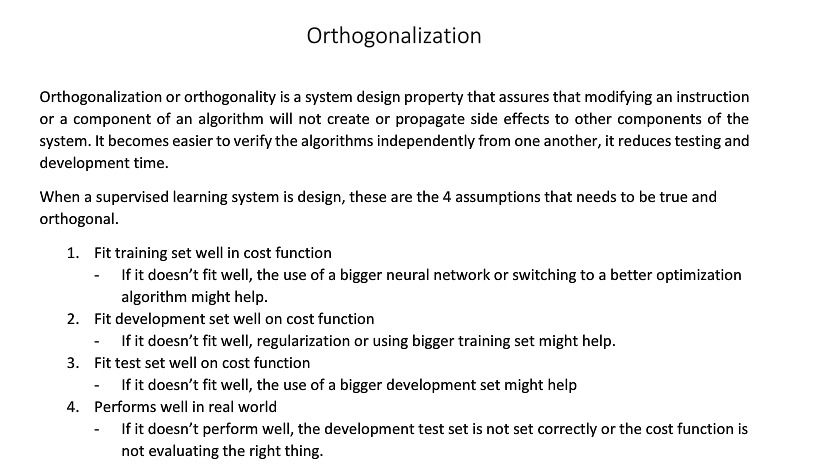 Orthogonalization
Orthogonalization or orthogonality is a system design property that assures that modifying an instruction
or a component of an algorithm will not create or propagate side effects to other components of the
system. It becomes easier to verify the algorithms independently from one another, it reduces testing and
development time.
When a supervised learning system is design, these are the 4 assumptions that needs to be true and
orthogonal.
1. Fit training set well in cost function
- If it doesn’t fit well, the use of a bigger neural network or switching to a better optimization
algorithm might help.
2. Fit development set well on cost function
- If it doesn’t fit well, regularization or using bigger training set might help.
3. Fit test set well on cost function
- If it doesn’t fit well, the use of a bigger development set might help
4. Performs well in real world
- If it doesn’t perform well, the development test set is not set correctly or the cost function is
not evaluating the right thing.